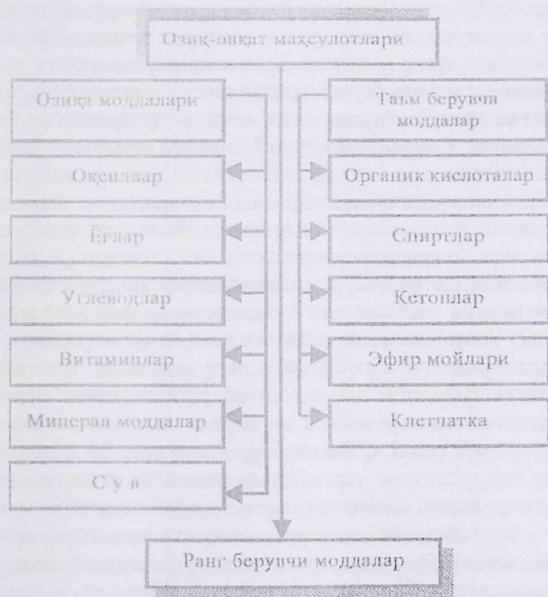 Озиқ-овқат маҳсулотлари
Озиқа моддалари
Таъм берувчи
моддалар
Оқсиллар
Органик кислоталар
Ёғлар
Спиртлар
Углеводлар
Кетонлар
Витаминлар
Эфир мойлари
Минерал моддалар
Клетчатка
С у в
Ранг берувчи моддалар